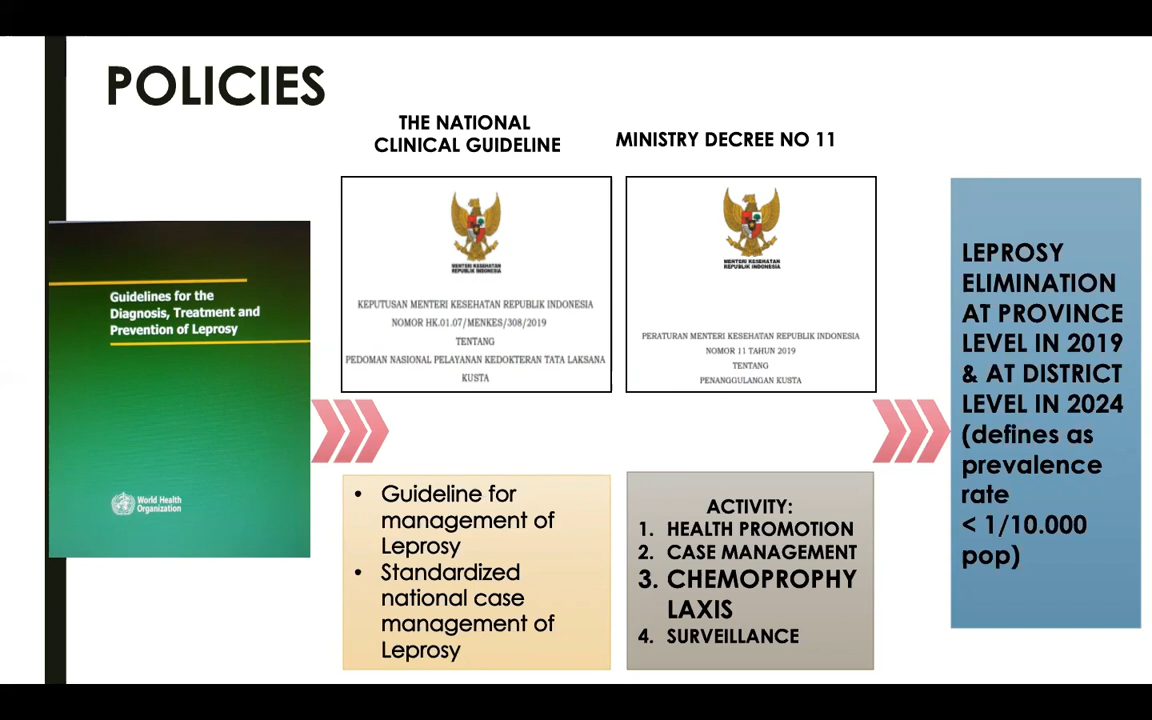 POLICIES
THE NATIONAL
CLINICAL GUIDELINE
MINISTRY DECREE NO 11
Guidelines for the
Diagnosis, Treatment and
Prevention of Leprosy
World Health
Organization
MENTERI KESEHATAN
REPUBLIK INDONESIA
KEPUTUSAN MENTERI KESEHATAN REPUBLIK INDONESIA
NOMOR HK.01.07/MENKES/308/2019
TENTANG
PEDOMAN NASIONAL PELAYANAN KEDOKTERAN TATA LAKSANA
KUSTA
MENTERI KESEHATAN
REPUBLIK INDONESIA
PERATURAN MENTERI KESEHATAN REPUBLIK INDONESIA
NOMOR 11 TAHUN 2019
TENTANG
PENANGGULANGAN KUSTA
• Guideline for
management of
Leprosy
• Standardized
national case
management of
Leprosy
ACTIVITY:
1. HEALTH PROMOTION
2. CASE MANAGEMENT
3. CHEMOPROPHY
LAXIS
4. SURVEILLANCE
LEPROSY
ELIMINATION
AT PROVINCE
LEVEL IN 2019
& AT DISTRICT
LEVEL IN 2024
(defines as
prevalence
rate
< 1/10.000
pop)